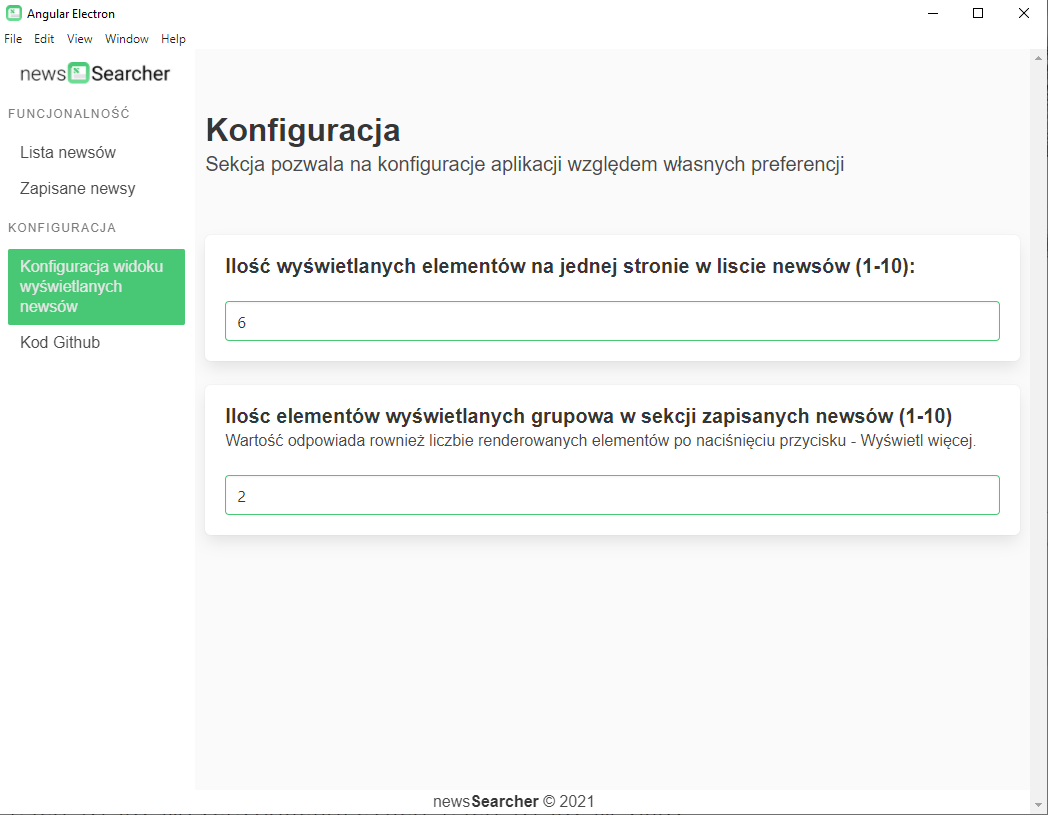 Angular Electron
File Edit View Window Help
newsSearcher
FUNCJONALNOŚĆ
Lista newsów
Zapisane newsy
KONFIGURACJA
Konfiguracja widoku
wyświetlanych
newsów
Kod Github
Konfiguracja
Sekcja pozwala na konfiguracje aplikacji względem własnych preferencji
Ilość wyświetlanych elementów na jednej stronie w liscie newsów (1-10):
6
Ilośc elementów wyświetlanych grupowa w sekcji zapisanych newsów (1-10)
Wartość odpowiada rownież liczbie renderowanych elementów po naciśnięciu przycisku - Wyświetl więcej.
2
newsSearcher © 2021